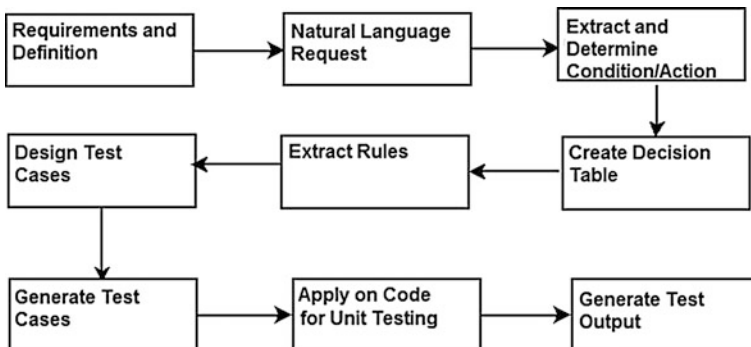 Requirements and
Definition
Natural Language
Request
Extract and
Determine
Condition/Action
Create Decision
Table
Extract Rules
Design Test
Cases
Generate Test
Cases
Apply on Code
for Unit Testing
Generate Test
Output